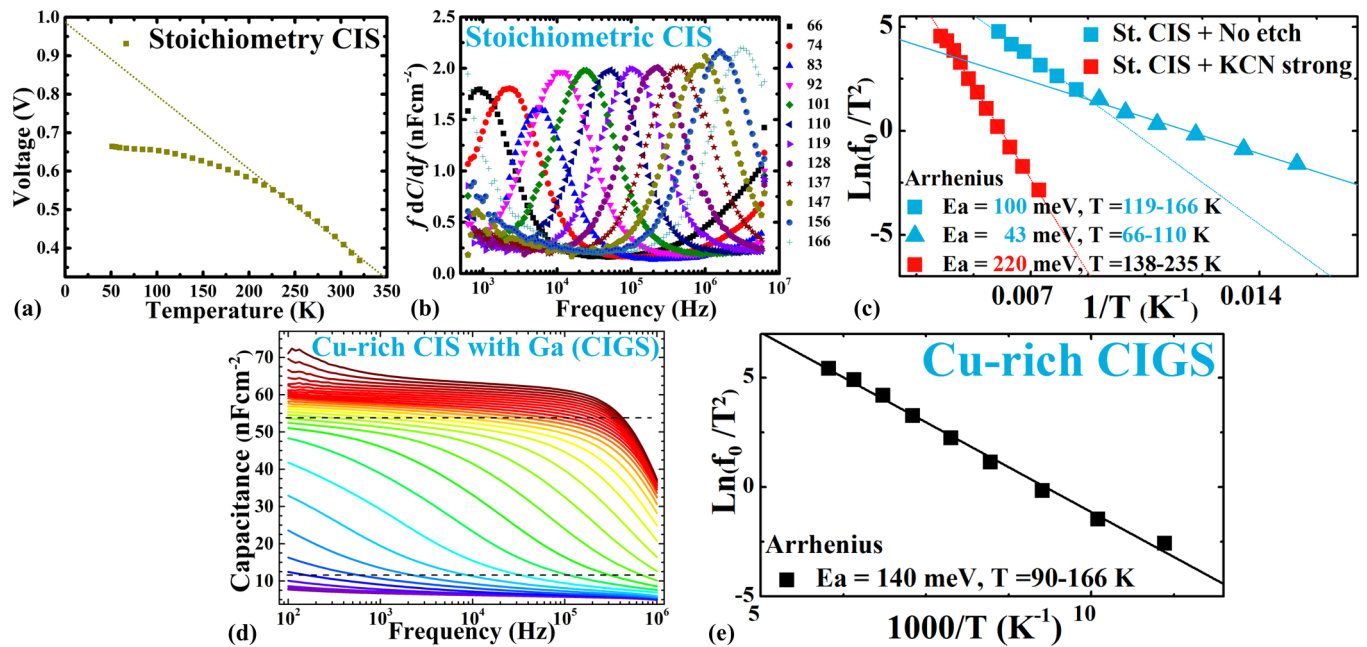 Stoichiometry CIS
Voltage (V)
1.0
0.9
0.8
0.7
0.6
0.5
0.4
0 50 100 150 200 250 300 350
Temperature (K)
(a)
Stoichiometric CIS
f dC/df (nFcm⁻²)
2.5
2.0
1.5
1.0
0.5
0.0
10³ 10⁴ 10⁵ 10⁶ 10⁷
Frequency (Hz)
(b)
66
74
83
92
101
110
119
128
137
147
156
166
St. CIS + No etch
St. CIS + KCN strong
Ln(f₀ /T²)
5
0
-5
Arrhenius
Ea = 100 meV, T =119-166 K
Ea = 43 meV, T =66-110 K
Ea = 220 meV, T =138-235 K
0.007 0.014
1/T (K⁻¹)
(c)
Cu-rich CIS with Ga (CIGS)
Capacitance (nFcm⁻²)
70
60
50
40
30
20
10
10² 10³ 10⁴ 10⁵ 10⁶
Frequency (Hz)
(d)
Cu-rich CIGS
Ln(f₀ /T²)
5
0
-5
Arrhenius
Ea = 140 meV, T =90-166 K
5 10
1000/T (K⁻¹)
(e)